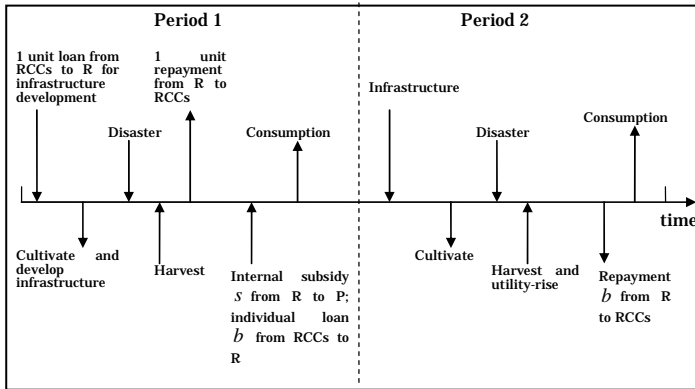 Period 1
Period 2
1 unit loan from
RCCs to R for
infrastructure
development
1 unit
repayment
from R to
RCCs
Disaster
Consumption
Infrastructure
Disaster
Consumption
time
Cultivate and
develop
infrastructure
Harvest
Internal subsidy
s from R to P;
individual loan
b from RCCs to
R
Cultivate
Harvest and
utility-rise
Repayment
b from R
to RCCs